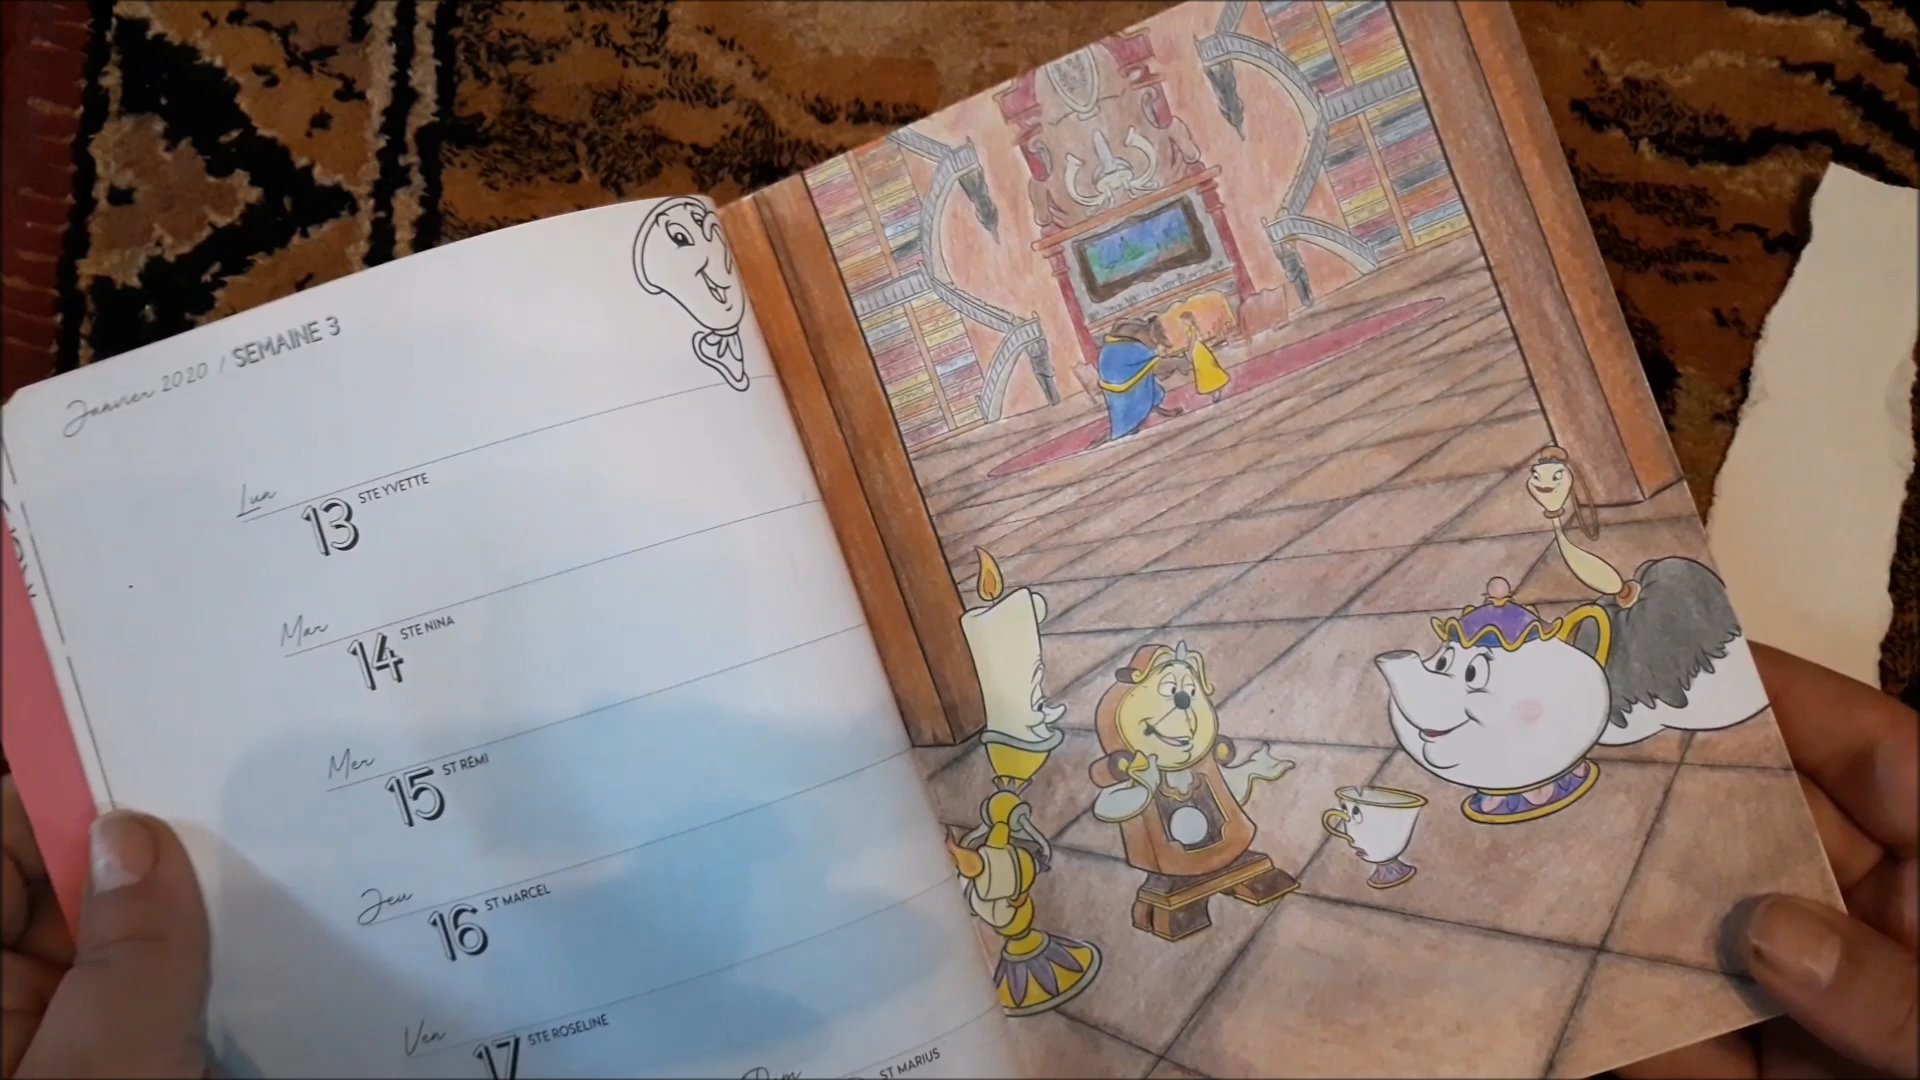 Janvier 2020 / SEMAINE 3
Lun
13 STE YVETTE
Mar
14 STE NINA
Mer
15 ST RÉMI
Jeu
16 ST MARCEL
Ven
17 STE ROSELINE
Dim
ST MARIUS